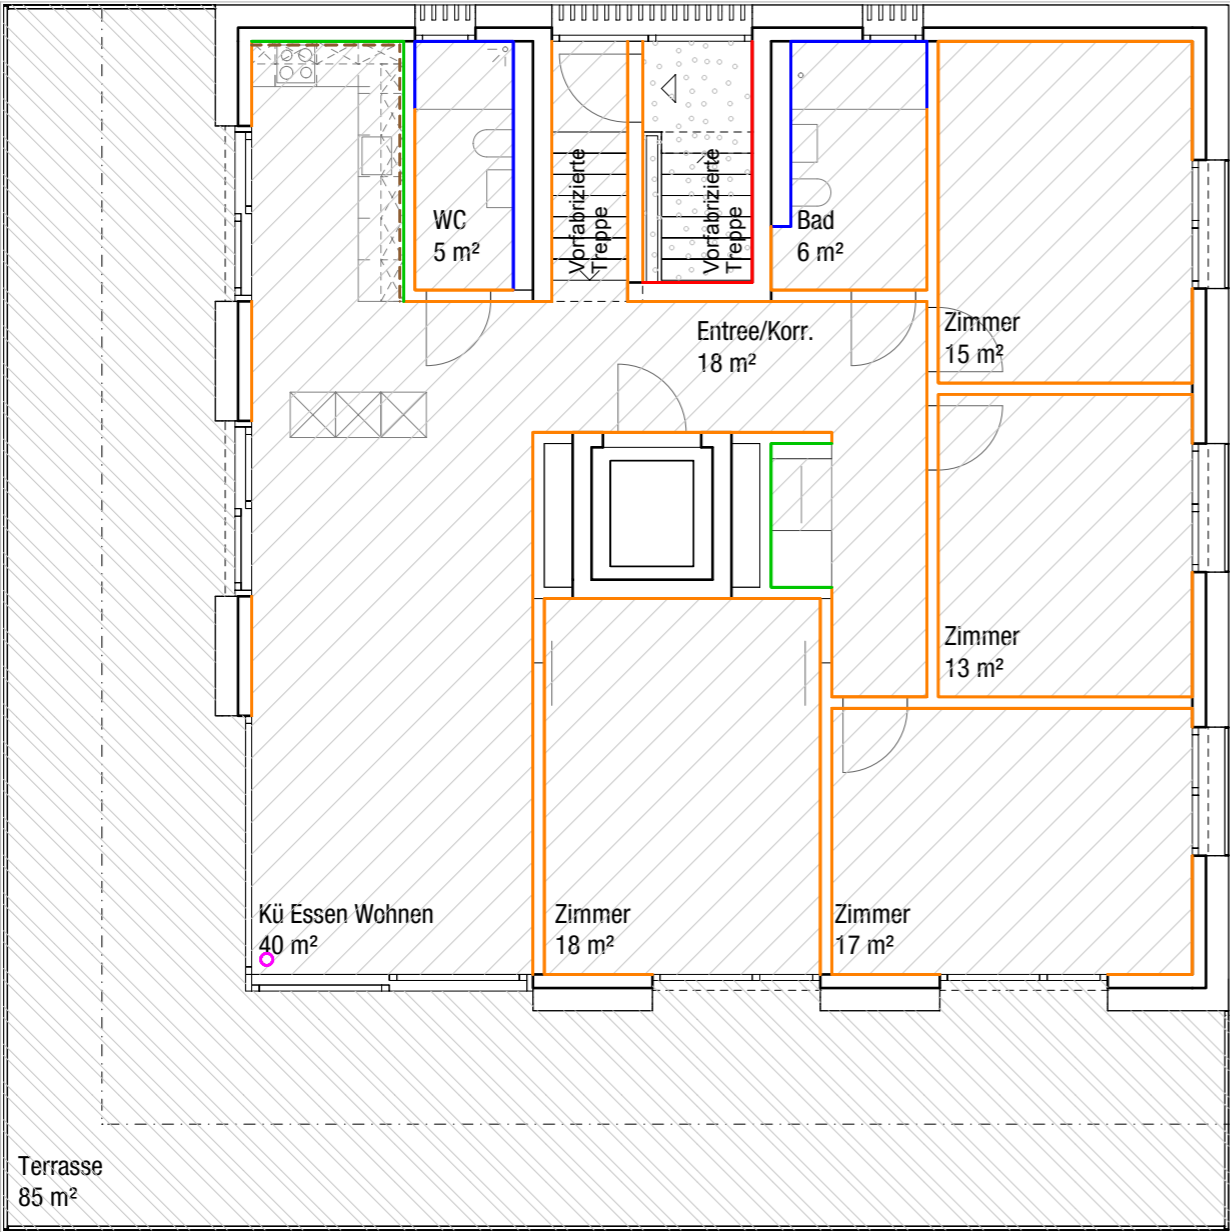 WC
5 m²
Vorfabrizierte
Treppe
Vorfabrizierte
Treppe
Bad
6 m²
Entree/Korr.
18 m²
Zimmer
15 m²
Zimmer
13 m²
Kü Essen Wohnen
40 m²
Zimmer
18 m²
Zimmer
17 m²
Terrasse
85 m²